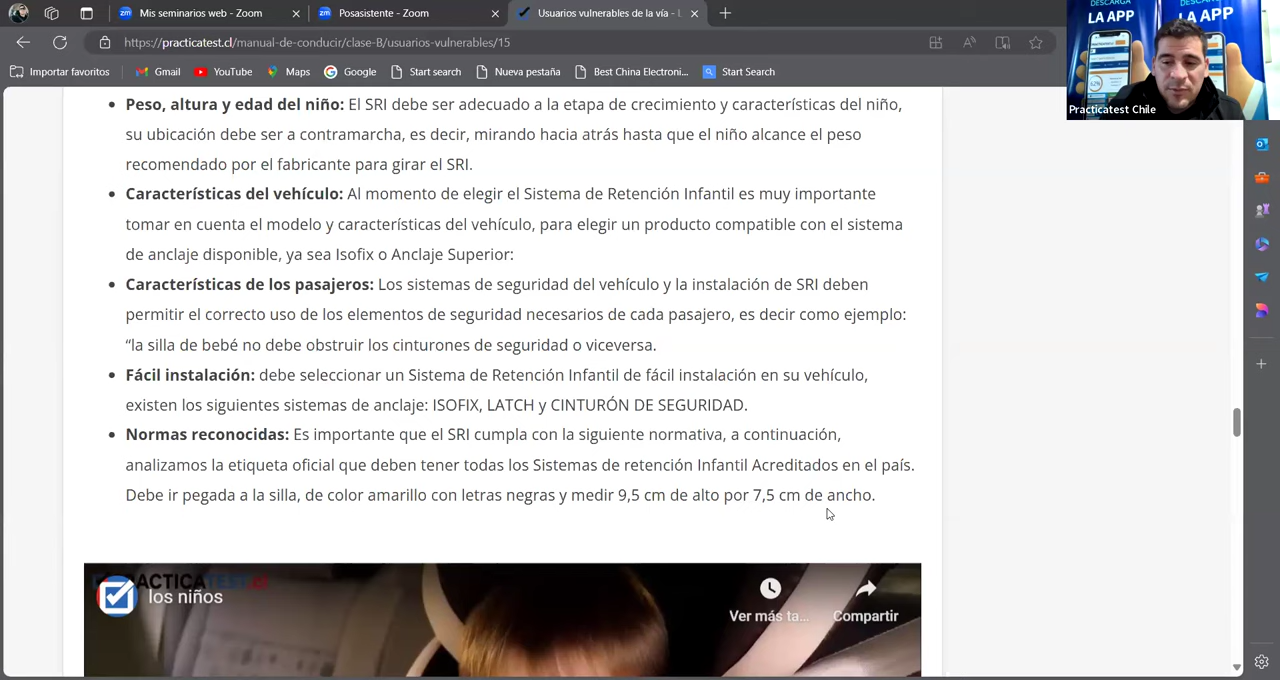 Mis seminarios web - Zoom
Posasistente - Zoom
Usuarios vulnerables de la vía - L
https://practicatest.cl/manual-de-conducir/clase-B/usuarios-vulnerables/15
Importar favoritos
Gmail
YouTube
Maps
Google
Start search
Nueva pestaña
Best China Electroni...
Start Search
DESCARGA
LA APP
DESCARGA
LA APP
Practicatest Chile
• Peso, altura y edad del niño: El SRI debe ser adecuado a la etapa de crecimiento y características del niño,
su ubicación debe ser a contramarcha, es decir, mirando hacia atrás hasta que el niño alcance el peso
recomendado por el fabricante para girar el SRI.
• Características del vehículo: Al momento de elegir el Sistema de Retención Infantil es muy importante
tomar en cuenta el modelo y características del vehículo, para elegir un producto compatible con el sistema
de anclaje disponible, ya sea Isofix o Anclaje Superior:
• Características de los pasajeros: Los sistemas de seguridad del vehículo y la instalación de SRI deben
permitir el correcto uso de los elementos de seguridad necesarios de cada pasajero, es decir como ejemplo:
“la silla de bebé no debe obstruir los cinturones de seguridad o viceversa.
• Fácil instalación: debe seleccionar un Sistema de Retención Infantil de fácil instalación en su vehículo,
existen los siguientes sistemas de anclaje: ISOFIX, LATCH y CINTURÓN DE SEGURIDAD.
• Normas reconocidas: Es importante que el SRI cumpla con la siguiente normativa, a continuación,
analizamos la etiqueta oficial que deben tener todas los Sistemas de retención Infantil Acreditados en el país.
Debe ir pegada a la silla, de color amarillo con letras negras y medir 9,5 cm de alto por 7,5 cm de ancho.
los niños
Ver más ta...
Compartir